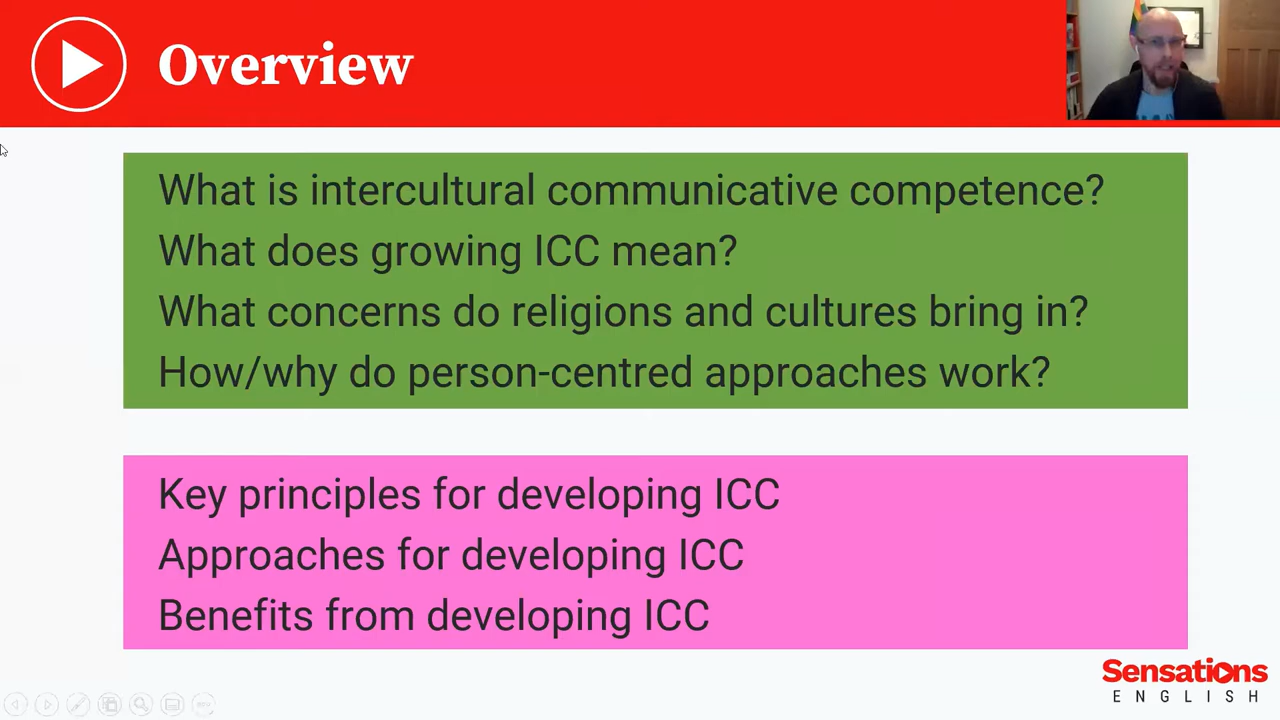 Overview
What is intercultural communicative competence?
What does growing ICC mean?
What concerns do religions and cultures bring in?
How/why do person-centred approaches work?
Key principles for developing ICC
Approaches for developing ICC
Benefits from developing ICC
Sensations
ENGLISH